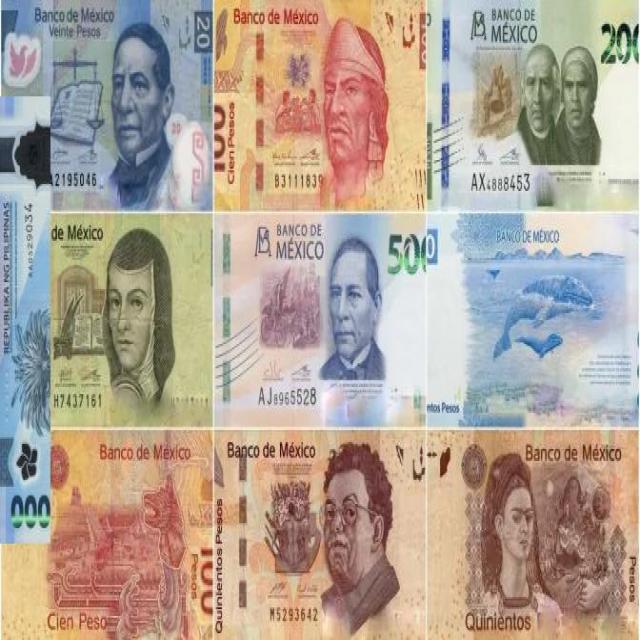 Banco de México
Veinte Pesos
20
A2195046
Banco de México
100
Cien Pesos
B3111839
BANCO DE
MÉXICO
200
AX4888453
REPUBLIKA NG PILIPINAS
000
de México
H7437161
BANCO DE
MÉXICO
500
AJ8965528
BANCO DE MÉXICO
ntos Pesos
Banco de México
Cien Peso
100
Pesos
Banco de México
Quinientos Pesos
M5293642
Banco de México
Quinientos
Pesos